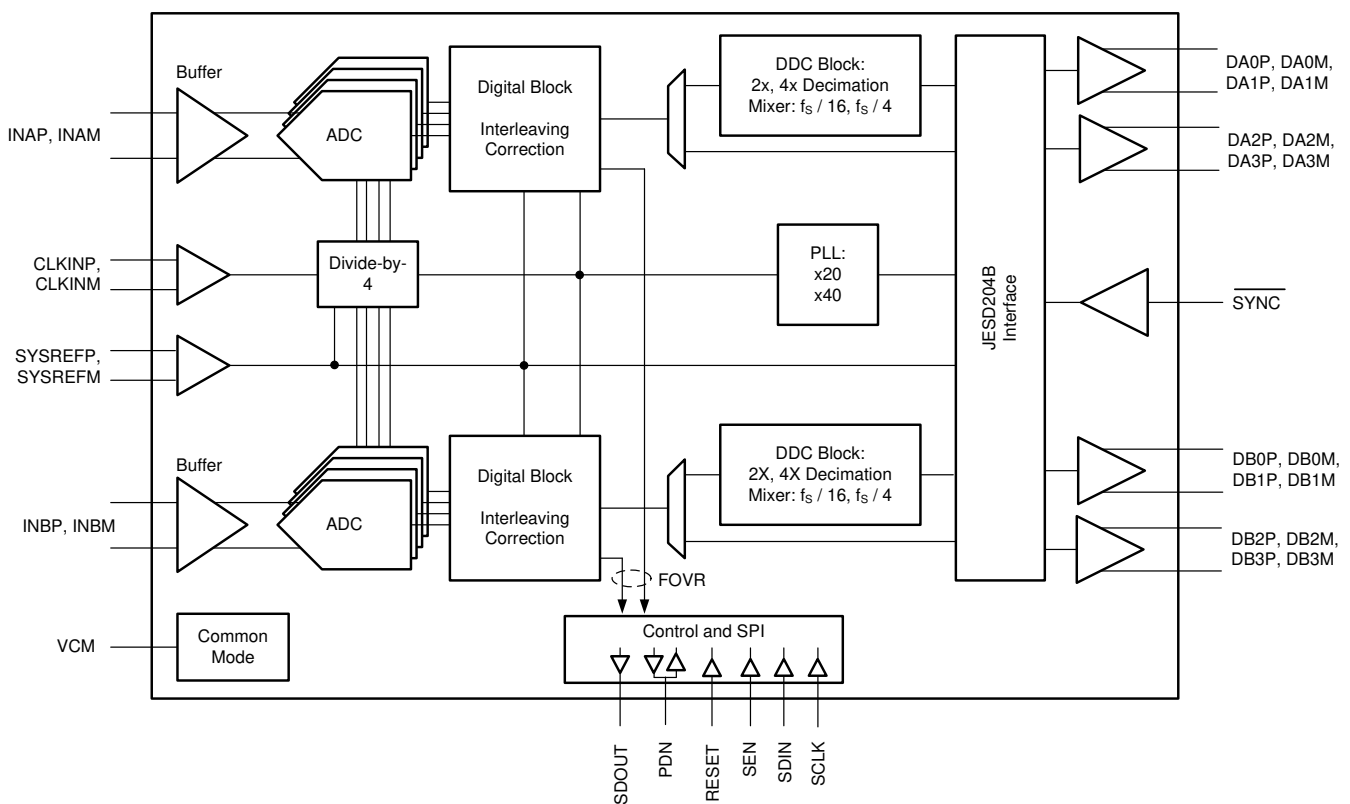 Buffer
INAP, INAM
ADC
Digital Block
Interleaving
Correction
DDC Block:
2x, 4x Decimation
Mixer: fS / 16, fS / 4
DA0P, DA0M,
DA1P, DA1M
DA2P, DA2M,
DA3P, DA3M
CLKINP,
CLKINM
Divide-by-
4
PLL:
x20
x40
JESD204B
Interface
SYNC
SYSREFP,
SYSREFM
Buffer
INBP, INBM
ADC
Digital Block
Interleaving
Correction
DDC Block:
2X, 4X Decimation
Mixer: fS / 16, fS / 4
DB0P, DB0M,
DB1P, DB1M
DB2P, DB2M,
DB3P, DB3M
FOVR
VCM
Common
Mode
Control and SPI
SDOUT
PDN
RESET
SEN
SDIN
SCLK